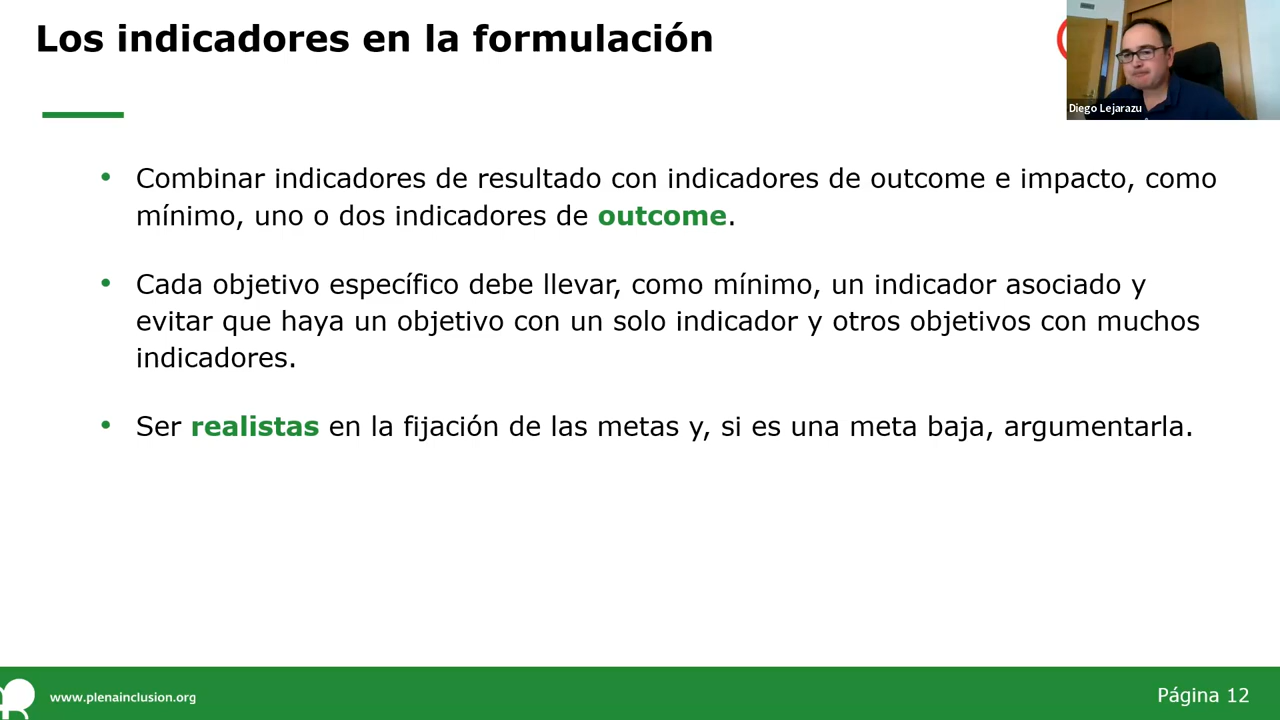 Los indicadores en la formulación
Diego Lejarazu
• Combinar indicadores de resultado con indicadores de outcome e impacto, como
mínimo, uno o dos indicadores de outcome.
• Cada objetivo específico debe llevar, como mínimo, un indicador asociado y
evitar que haya un objetivo con un solo indicador y otros objetivos con muchos
indicadores.
• Ser realistas en la fijación de las metas y, si es una meta baja, argumentarla.
www.plenainclusion.org
Página 12